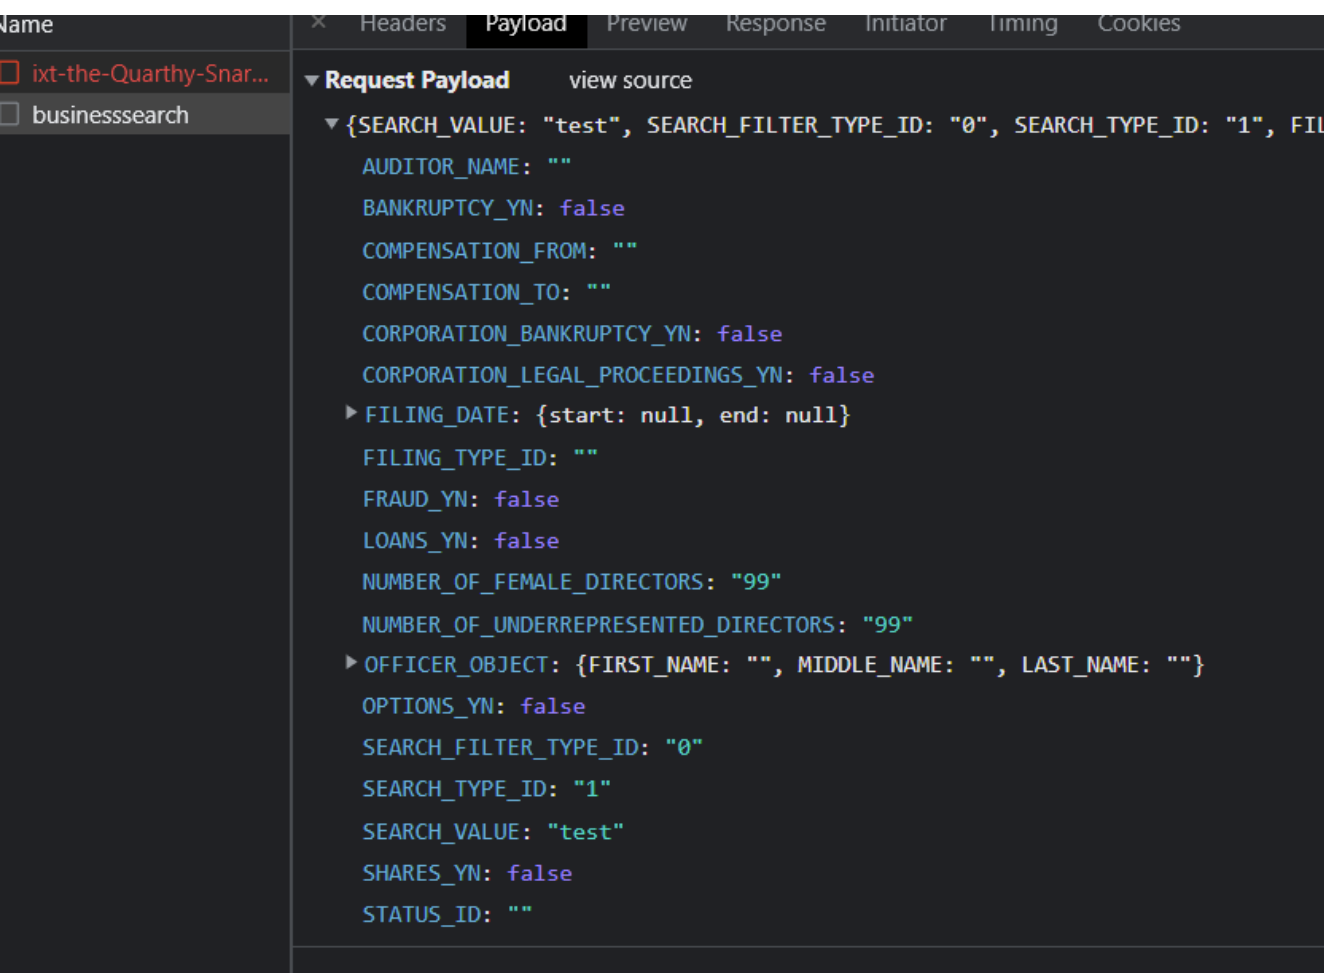 Name
× Headers Payload Preview Response Initiator Timing Cookies
ixt-the-Quarthy-Snar...
businesssearch
▼ Request Payload view source
▼ {SEARCH_VALUE: "test", SEARCH_FILTER_TYPE_ID: "0", SEARCH_TYPE_ID: "1", FIL
AUDITOR_NAME: ""
BANKRUPTCY_YN: false
COMPENSATION_FROM: ""
COMPENSATION_TO: ""
CORPORATION_BANKRUPTCY_YN: false
CORPORATION_LEGAL_PROCEEDINGS_YN: false
▶ FILING_DATE: {start: null, end: null}
FILING_TYPE_ID: ""
FRAUD_YN: false
LOANS_YN: false
NUMBER_OF_FEMALE_DIRECTORS: "99"
NUMBER_OF_UNDERREPRESENTED_DIRECTORS: "99"
▶ OFFICER_OBJECT: {FIRST_NAME: "", MIDDLE_NAME: "", LAST_NAME: ""}
OPTIONS_YN: false
SEARCH_FILTER_TYPE_ID: "0"
SEARCH_TYPE_ID: "1"
SEARCH_VALUE: "test"
SHARES_YN: false
STATUS_ID: ""